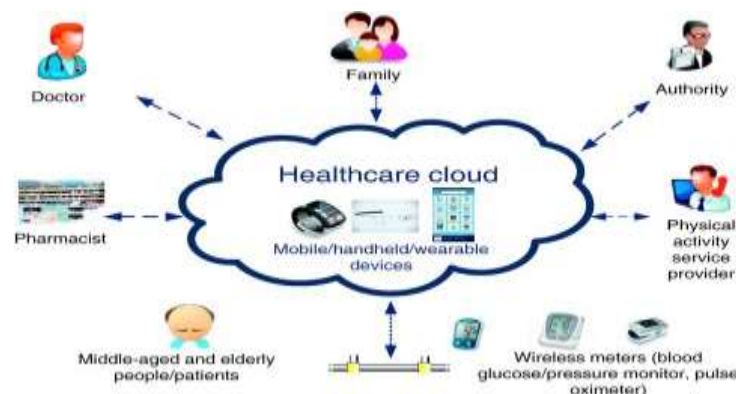 Family
Doctor
Authority
Healthcare cloud
Pharmacist
Mobile/handheld/wearable
devices
Physical
activity
service
provider
Middle-aged and elderly
people/patients
Wireless meters (blood
glucose/pressure monitor, pulse
oximeter)